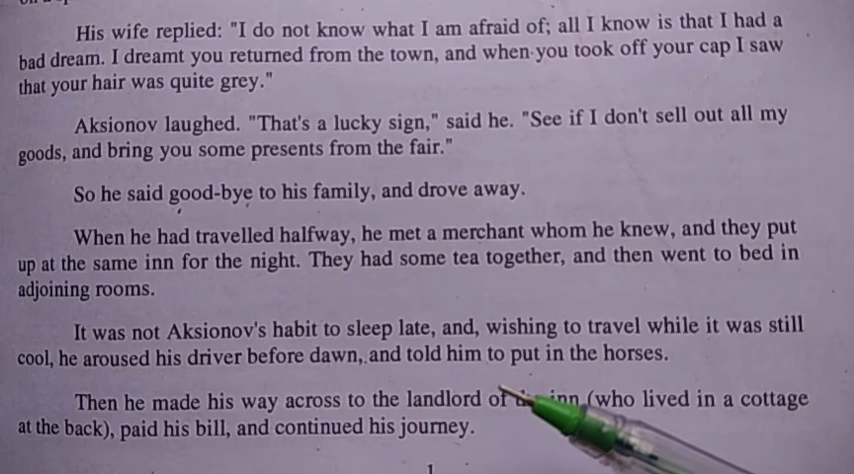 His wife replied: "I do not know what I am afraid of; all I know is that I had a
bad dream. I dreamt you returned from the town, and when you took off your cap I saw
that your hair was quite grey."
Aksionov laughed. "That's a lucky sign," said he. "See if I don't sell out all my
goods, and bring you some presents from the fair."
So he said good-bye to his family, and drove away.
When he had travelled halfway, he met a merchant whom he knew, and they put
up at the same inn for the night. They had some tea together, and then went to bed in
adjoining rooms.
It was not Aksionov's habit to sleep late, and, wishing to travel while it was still
cool, he aroused his driver before dawn, and told him to put in the horses.
Then he made his way across to the landlord of inn (who lived in a cottage
at the back), paid his bill, and continued his journey.
1